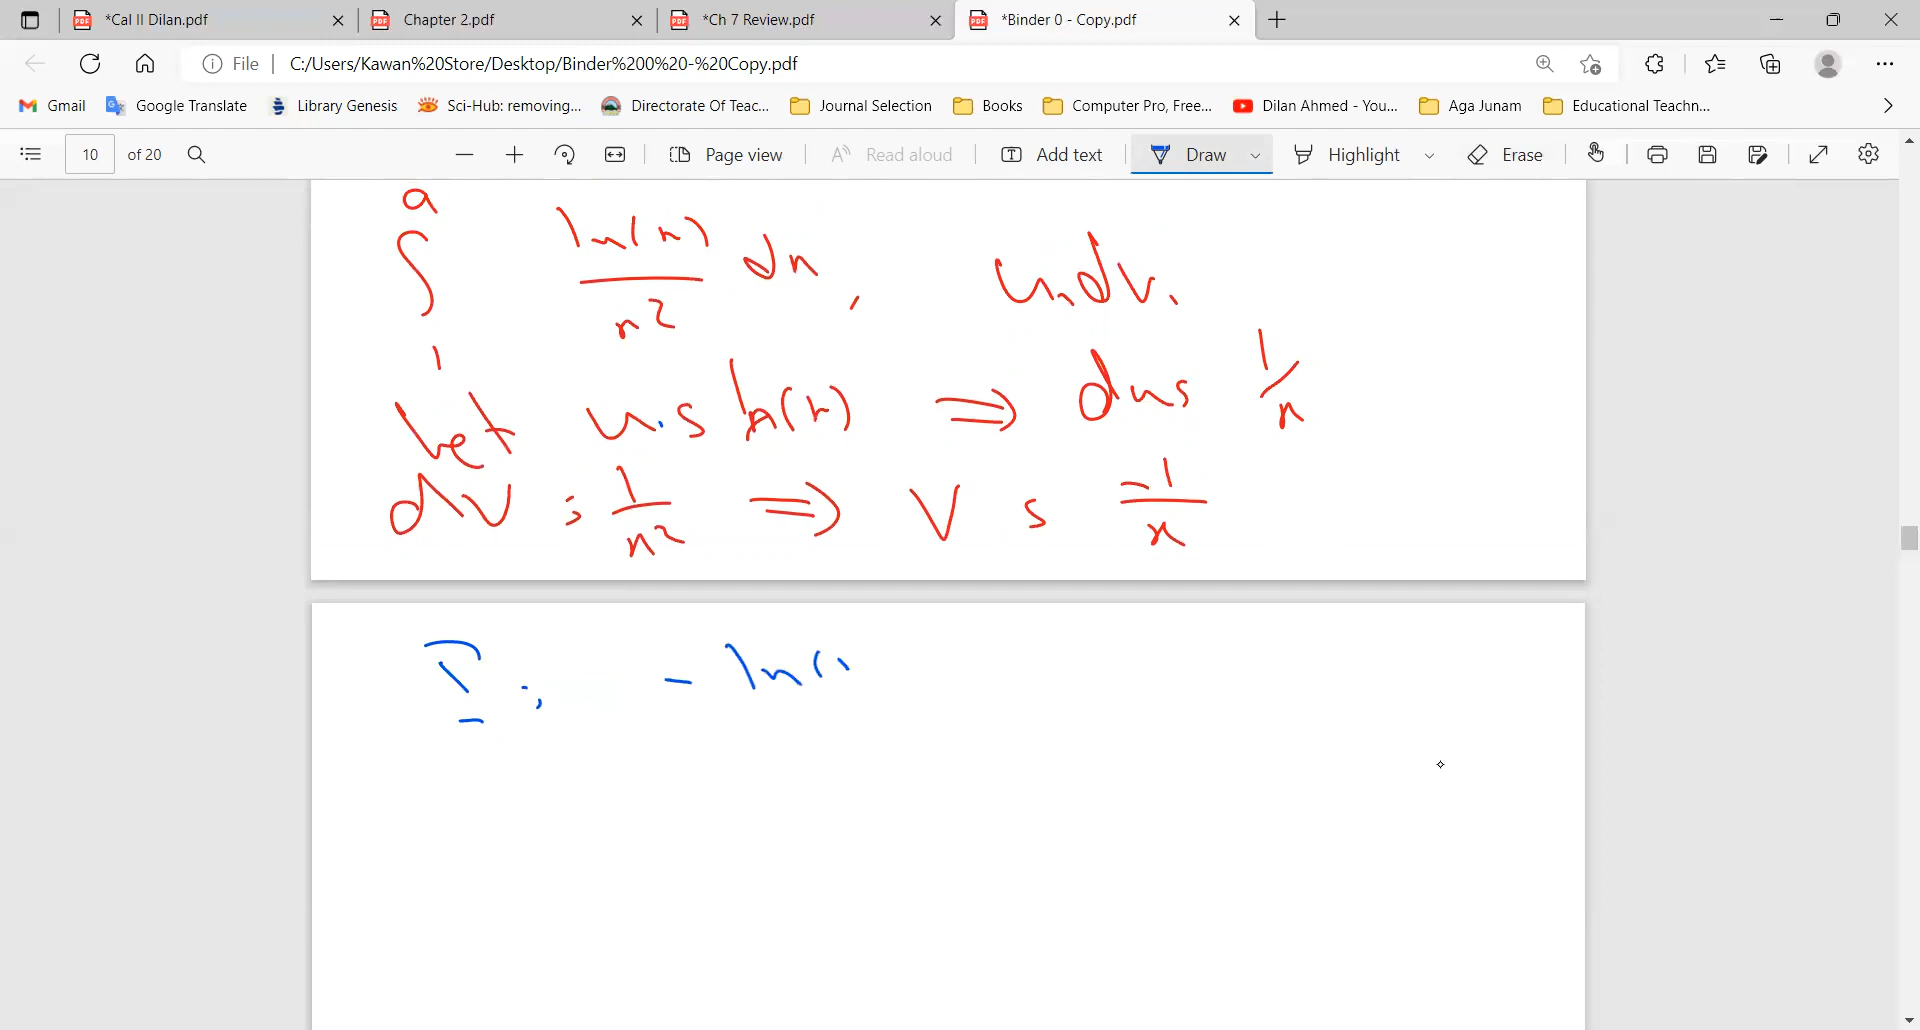 *Cal II Dilan.pdf
Chapter 2.pdf
*Ch 7 Review.pdf
*Binder 0 - Copy.pdf
File
C:/Users/Kawan%20Store/Desktop/Binder%200%20-%20Copy.pdf
Gmail
Google Translate
Library Genesis
Sci-Hub: removing...
Directorate Of Teac...
Journal Selection
Books
Computer Pro, Free...
Dilan Ahmed - You...
Aga Junam
Educational Teachn...
10 of 20
Page view
Read aloud
Add text
Draw
Highlight
Erase
∫₁ᵃ ln(x)/x² dx, u, dv.
let u = ln(x) ⇒ du = 1/x
dv = 1/x² ⇒ v = -1/x
I = - ln(